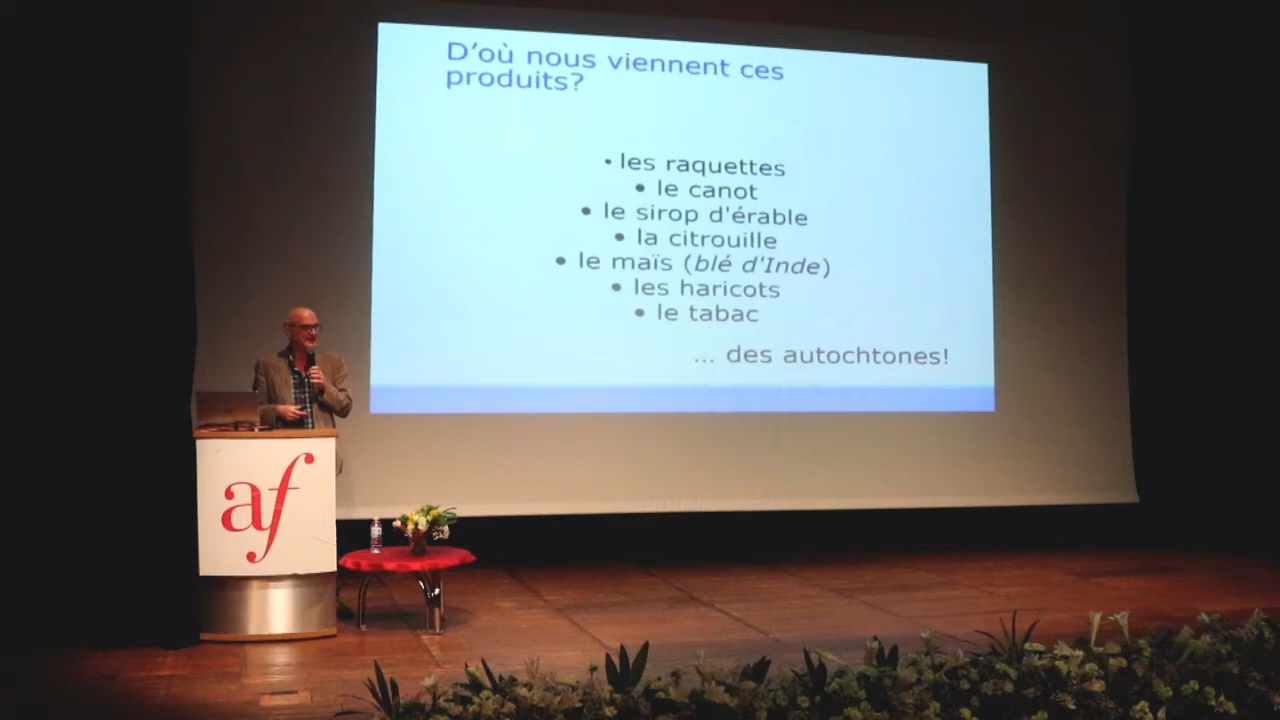 D’où nous viennent ces
produits?
• les raquettes
• le canot
• le sirop d'érable
• la citrouille
• le maïs (blé d'Inde)
• les haricots
• le tabac
... des autochtones!
af